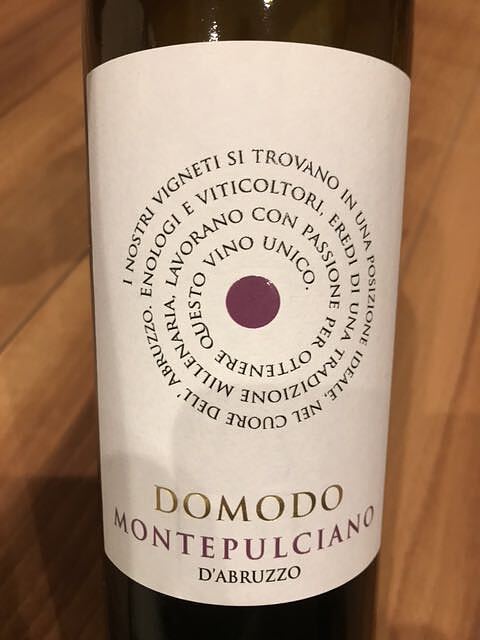 I NOSTRI VIGNETI SI TROVANO IN UNA POSIZIONE IDEALE, NEL CUORE DELL'ABRUZZO. ENOLOGI E VITICOLTORI, EREDI DI UNA TRADIZIONE MILLENARIA, LAVORANO CON PASSIONE PER OTTENERE QUESTO VINO UNICO.
DOMODO
MONTEPULCIANO
D'ABRUZZO